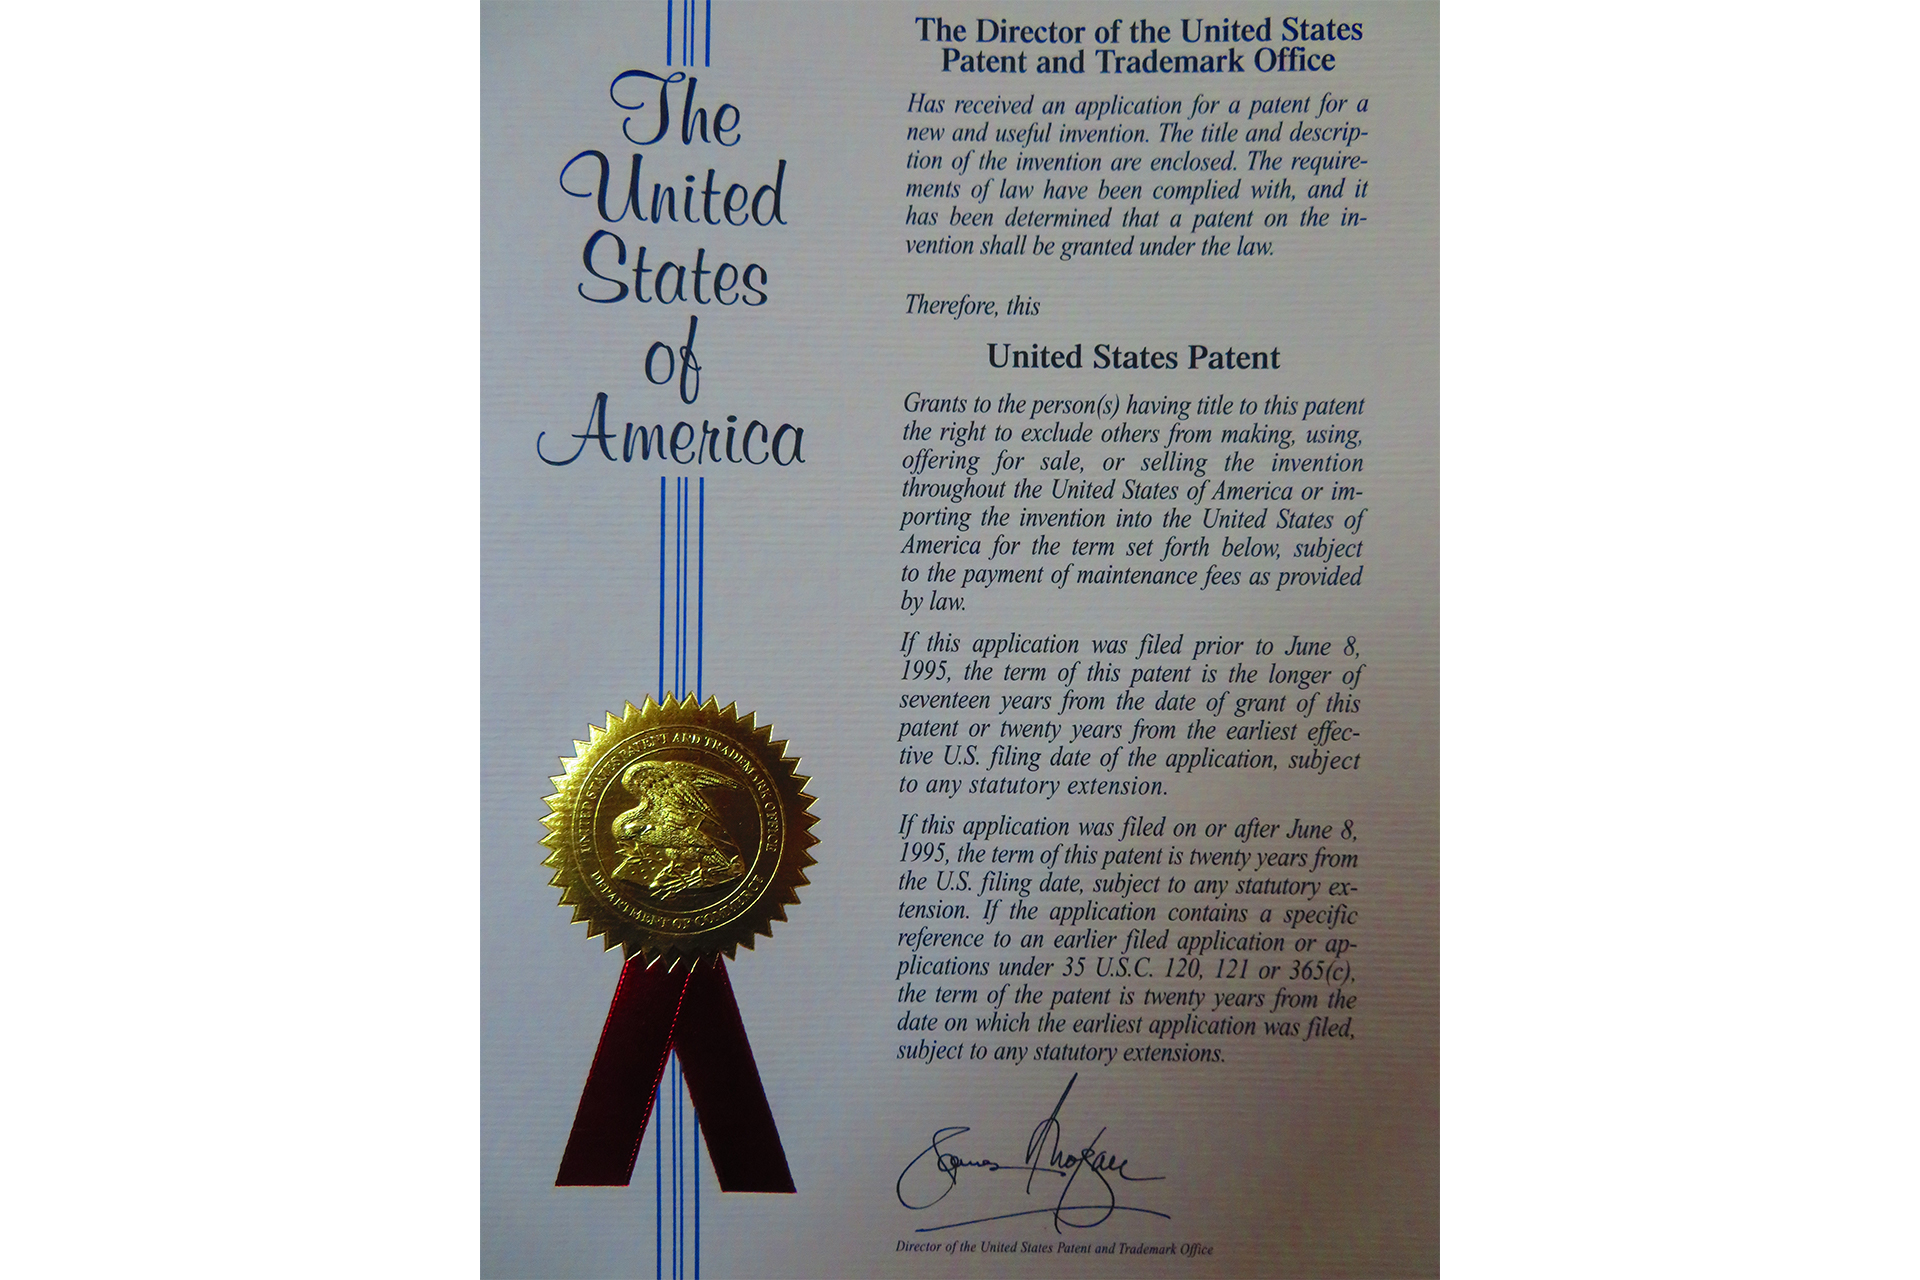 The
United
States
of
America
The Director of the United States
Patent and Trademark Office
Has received an application for a patent for a
new and useful invention. The title and descrip-
tion of the invention are enclosed. The require-
ments of law have been complied with, and it
has been determined that a patent on the in-
vention shall be granted under the law.
Therefore, this
United States Patent
Grants to the person(s) having title to this patent
the right to exclude others from making, using,
offering for sale, or selling the invention
throughout the United States of America or im-
porting the invention into the United States of
America for the term set forth below, subject
to the payment of maintenance fees as provided
by law.
If this application was filed prior to June 8,
1995, the term of this patent is the longer of
seventeen years from the date of grant of this
patent or twenty years from the earliest effec-
tive U.S. filing date of the application, subject
to any statutory extension.
If this application was filed on or after June 8,
1995, the term of this patent is twenty years from
the U.S. filing date, subject to any statutory ex-
tension. If the application contains a specific
reference to an earlier filed application or ap-
plications under 35 U.S.C. 120, 121 or 365(c),
the term of the patent is twenty years from the
date on which the earliest application was filed,
subject to any statutory extensions.
James
Director of the United States Patent and Trademark Office
UNITED STATES PATENT AND TRADEMARK OFFICE
DEPARTMENT OF COMMERCE